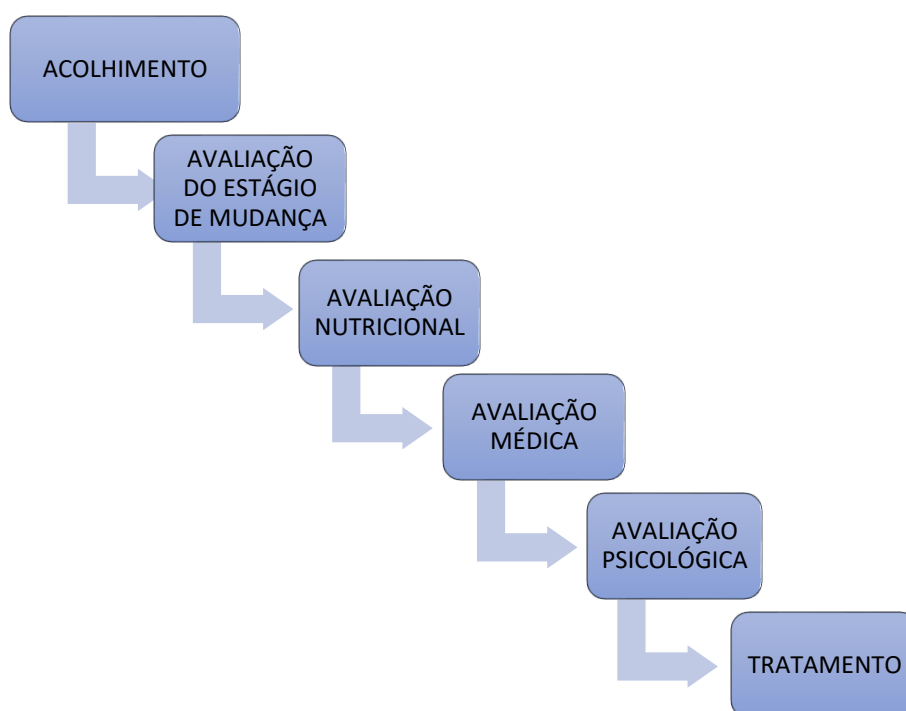 ACOLHIMENTO
AVALIAÇÃO
DO ESTÁGIO
DE MUDANÇA
AVALIAÇÃO
NUTRICIONAL
AVALIAÇÃO
MÉDICA
AVALIAÇÃO
PSICOLÓGICA
TRATAMENTO